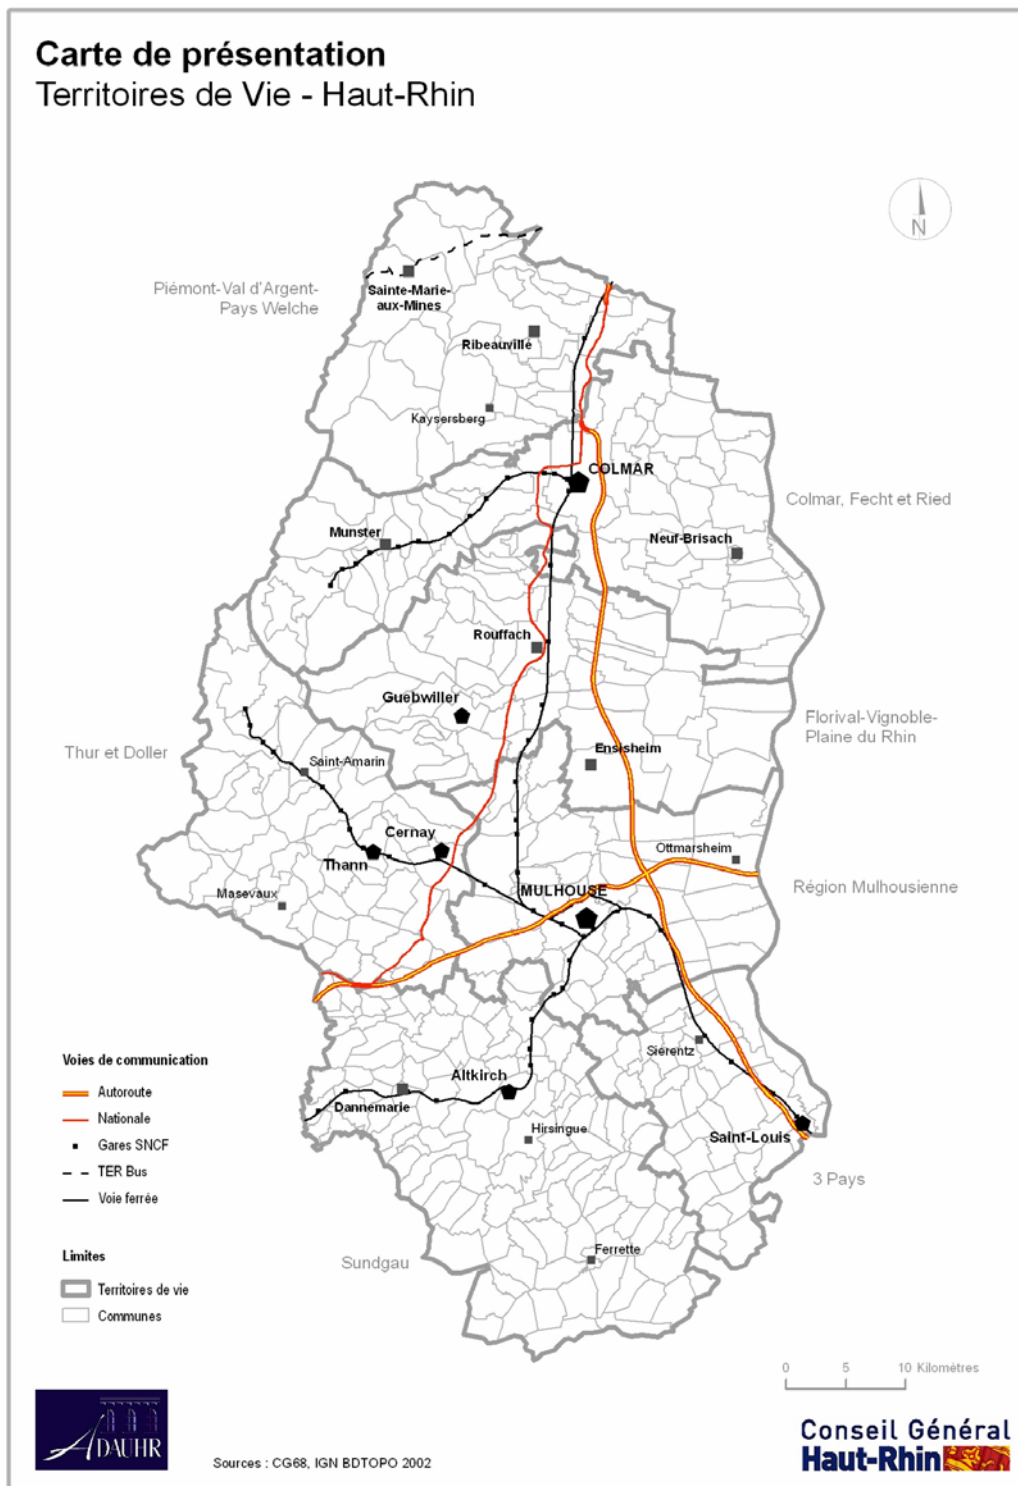 Carte de présentation
Territoires de Vie - Haut-Rhin
N
Piémont-Val d'Argent-
Pays Welche
Sainte-Marie-
aux-Mines
Ribeauvillé
Kaysersberg
COLMAR
Colmar, Fecht et Ried
Munster
Neuf-Brisach
Rouffach
Guebwiller
Florival-Vignoble-
Plaine du Rhin
Thur et Doller
Ensisheim
Saint-Amarin
Cernay
Thann
Ottmarsheim
Masevaux
MULHOUSE
Région Mulhousienne
Sierentz
Voies de communication
Autoroute
Altkirch
Dannemarie
Nationale
Hirsingue
Saint-Louis
Gares SNCF
TER Bus
3 Pays
Voie ferrée
Ferrette
Limites
Sundgau
Territoires de vie
Communes
0 5 10 Kilomètres
ADAUHR
Conseil Général
Haut-Rhin
Sources : CG68, IGN BDTOPO 2002